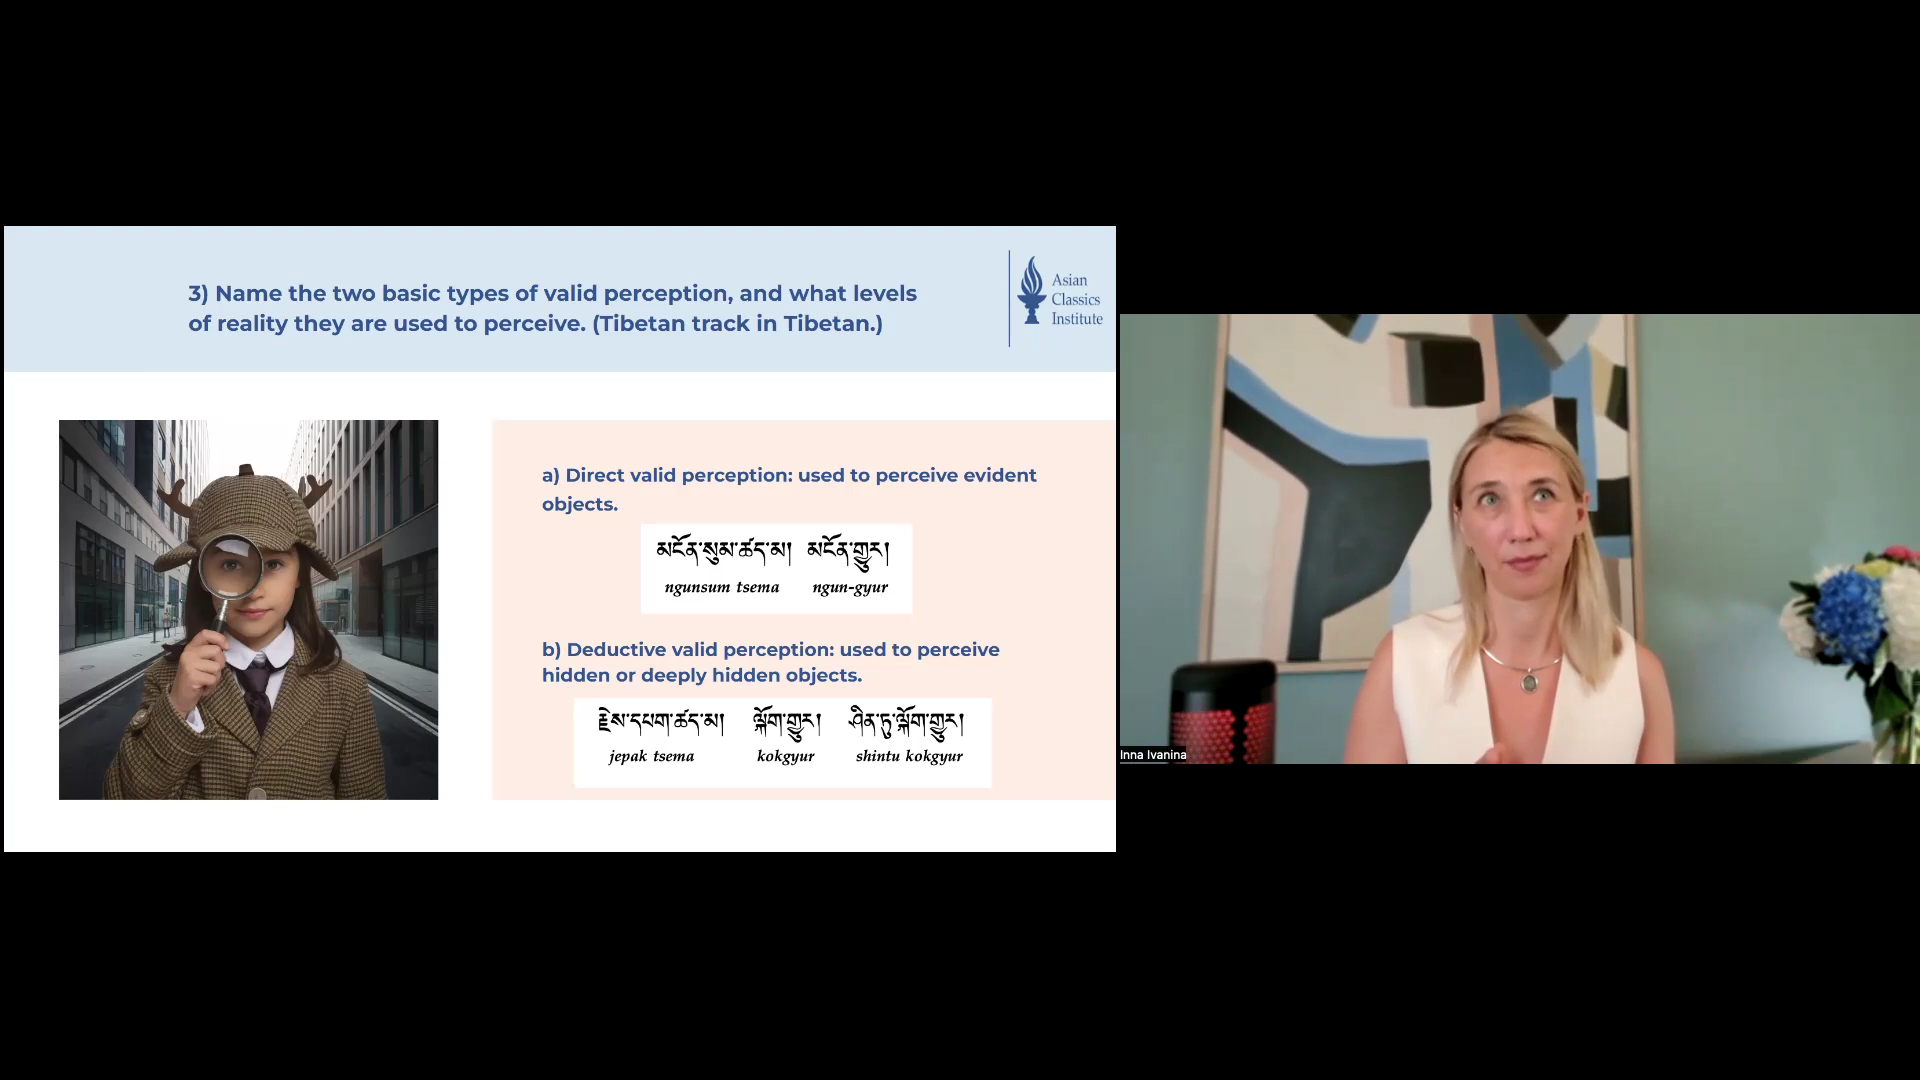 3) Name the two basic types of valid perception, and what levels
of reality they are used to perceive. (Tibetan track in Tibetan.)
Asian
Classics
Institute
a) Direct valid perception: used to perceive evident
objects.
མངོན་སུམ་ཚད་མ། མངོན་གྱུར།
ngunsum tsema ngun-gyur
b) Deductive valid perception: used to perceive
hidden or deeply hidden objects.
རྗེས་དཔག་ཚད་མ། ལྐོག་གྱུར། ཤིན་ཏུ་ལྐོག་གྱུར།
jepak tsema kokgyur shintu kokgyur
Inna Ivanina